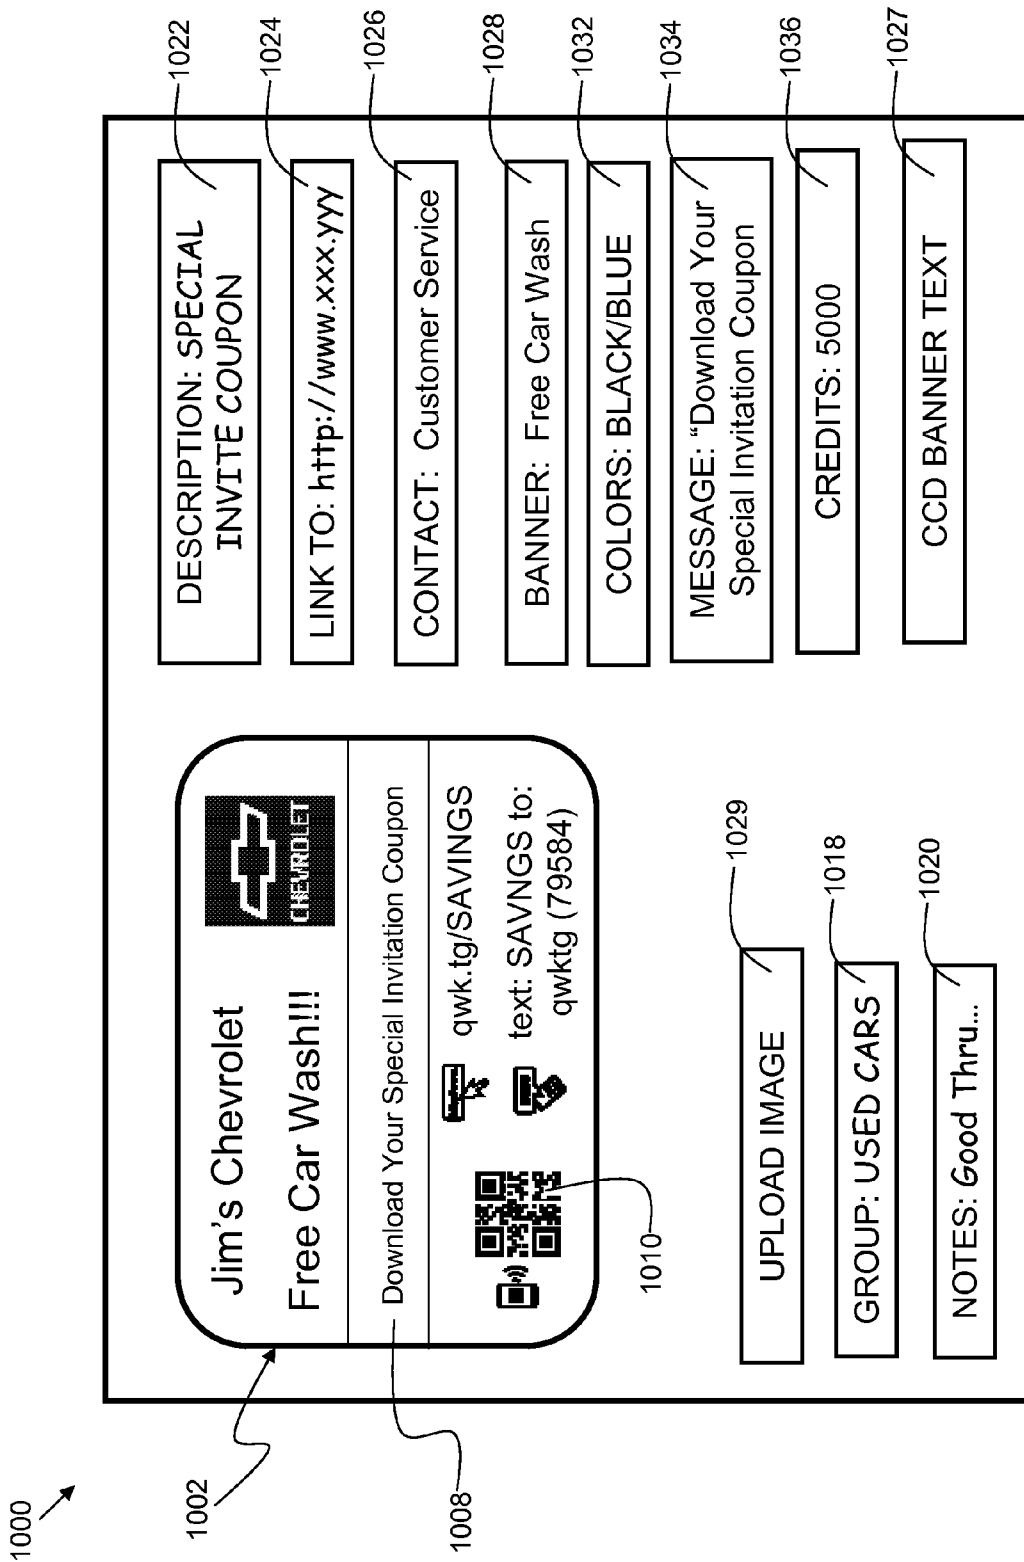 1000
1002
Jim's Chevrolet
Free Car Wash!!!
CHEVROLET
1008
Download Your Special Invitation Coupon
qwk.tg/SAVINGS
text: SAVNGS to:
qwktg (79584)
1010
UPLOAD IMAGE
1029
GROUP: USED CARS
1018
NOTES: Good Thru...
1020
DESCRIPTION: SPECIAL
INVITE COUPON
1022
LINK TO: http://www.xxx.yyy
1024
CONTACT: Customer Service
1026
BANNER: Free Car Wash
1028
COLORS: BLACK/BLUE
1032
MESSAGE: “Download Your
Special Invitation Coupon
1034
CREDITS: 5000
1036
CCD BANNER TEXT
1027